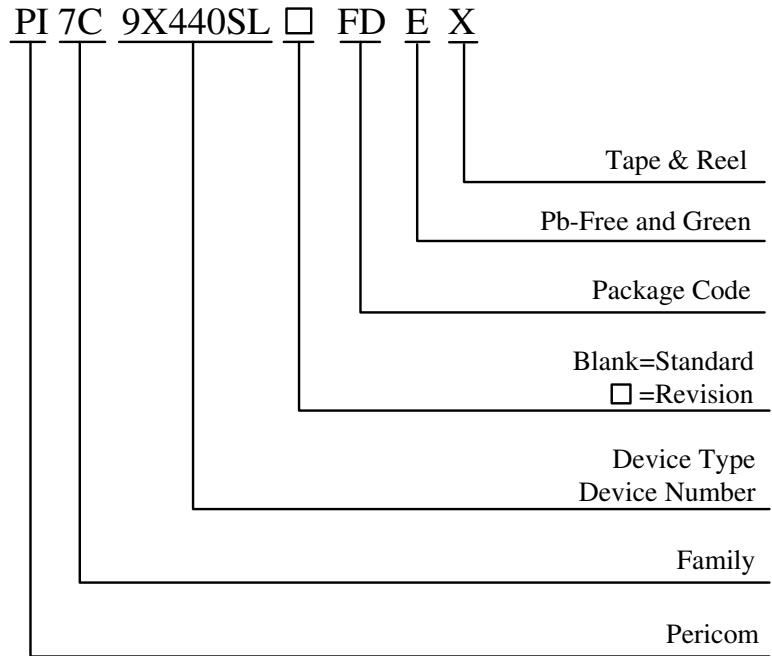 PI 7C 9X440SL □ FD E X
Tape & Reel
Pb-Free and Green
Package Code
Blank=Standard
□ =Revision
Device Type
Device Number
Family
Pericom